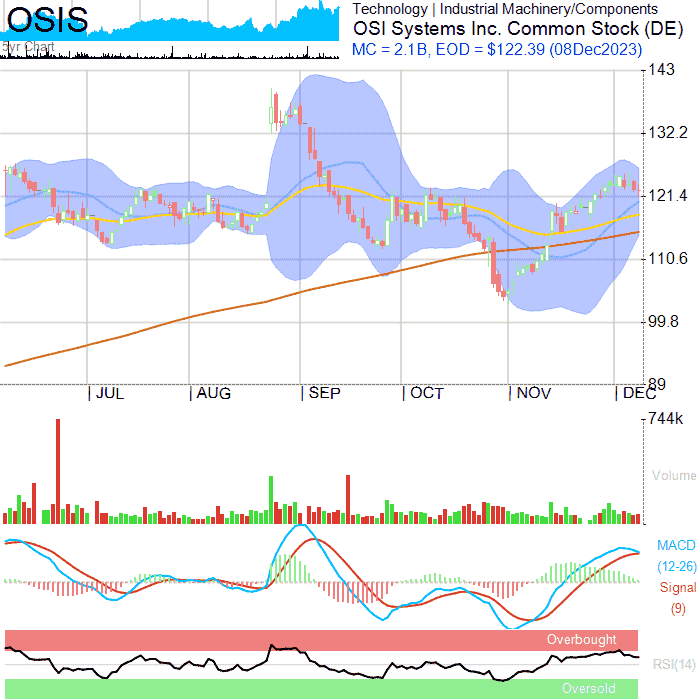 OSIS
5yr Chart
Technology | Industrial Machinery/Components
OSI Systems Inc. Common Stock (DE)
MC = 2.1B, EOD = $122.39 (08Dec2023)
143
132.2
121.4
110.6
99.8
89
| JUL | AUG | SEP | OCT | NOV | DEC
744k
Volume
MACD
(12-26)
Signal
(9)
Overbought
RSI(14)
Oversold